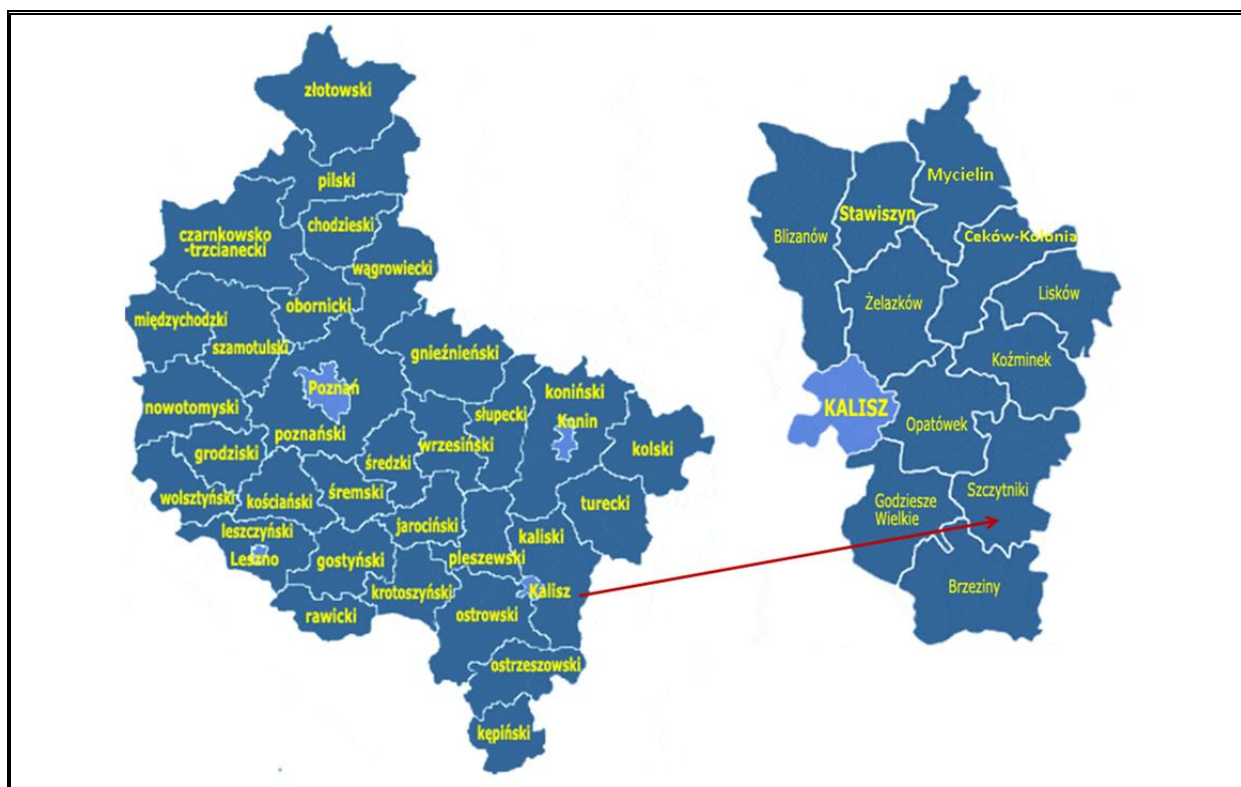 złotowski
pilski
chodzieski
czarnkowsko
-trzcianecki
wągrowiecki
obornicki
międzychodzki
szamotulski
gnieźnieński
Poznań
koniński
nowotomyski
słupecki
Konin
poznański
wrzesiński
kolski
grodziski
średzki
wolsztyński
kościański
śremski
turecki
leszczyński
jarociński
kaliski
Leszno
gostyński
pleszewski
krotoszyński
Kalisz
rawicki
ostrowski
ostrzeszowski
kępiński
Mycielin
Stawiszyn
Blizanów
Ceków-Kolonia
Żelazków
Lisków
Koźminek
KALISZ
Opatówek
Szczytniki
Godziesze
Wielkie
Brzeziny